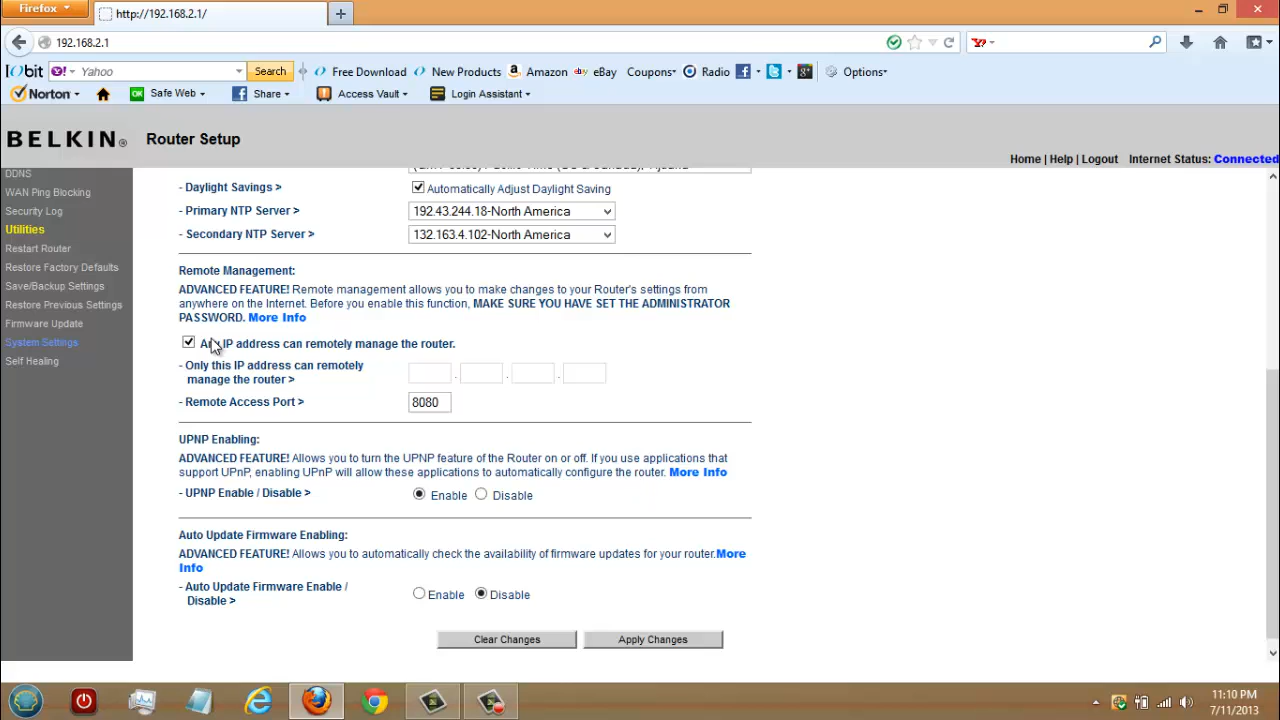 Firefox
http://192.168.2.1/
192.168.2.1
I0bit Yahoo Search Free Download New Products Amazon eBay Coupons Radio Options
Norton Safe Web Share Access Vault Login Assistant
BELKIN® Router Setup
Home | Help | Logout Internet Status: Connected
DDNS
WAN Ping Blocking
Security Log
Utilities
Restart Router
Restore Factory Defaults
Save/Backup Settings
Restore Previous Settings
Firmware Update
System Settings
Self Healing
- Daylight Savings > Automatically Adjust Daylight Saving
- Primary NTP Server > 192.43.244.18-North America
- Secondary NTP Server > 132.163.4.102-North America
Remote Management:
ADVANCED FEATURE! Remote management allows you to make changes to your Router's settings from
anywhere on the Internet. Before you enable this function, MAKE SURE YOU HAVE SET THE ADMINISTRATOR
PASSWORD. More Info
Any IP address can remotely manage the router.
- Only this IP address can remotely
manage the router > . . .
- Remote Access Port > 8080
UPNP Enabling:
ADVANCED FEATURE! Allows you to turn the UPNP feature of the Router on or off. If you use applications that
support UPnP, enabling UPnP will allow these applications to automatically configure the router. More Info
- UPNP Enable / Disable > Enable Disable
Auto Update Firmware Enabling:
ADVANCED FEATURE! Allows you to automatically check the availability of firmware updates for your router.More
Info
- Auto Update Firmware Enable /
Disable > Enable Disable
Clear Changes Apply Changes
11:10 PM
7/11/2013